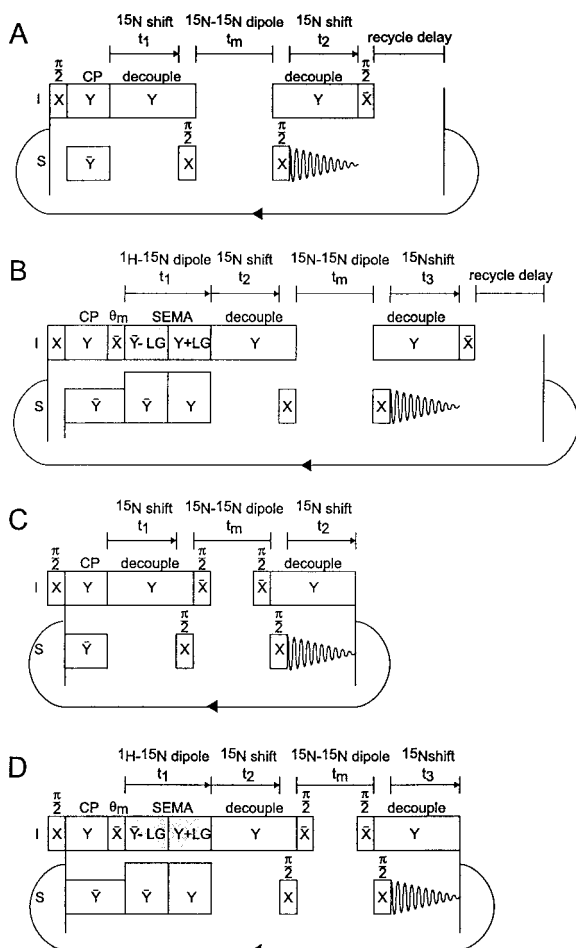 A
15N shift 15N-15N dipole 15N shift
t1 tm t2 π/2 recycle delay
π/2 CP decouple decouple
I X Y Y Y X̄
π/2 π/2
S Ȳ X X
B
1H-15N dipole 15N shift 15N-15N dipole 15Nshift
t1 t2 tm t3 recycle delay
CP θm SEMA decouple decouple
I X Y X̄ Ȳ-LG Y+LG Y Y X̄
S Ȳ Ȳ Y X X
C
15N shift 15N-15N dipole 15N shift
t1 tm t2
π/2 CP decouple π/2 π/2 decouple
I X Y Y X̄ X̄ Y
π/2 π/2
S Ȳ X X
D
1H-15N dipole 15N shift 15N-15N dipole 15Nshift
t1 t2 tm t3
π/2 CP θm SEMA decouple π/2 π/2 decouple
I X Y X̄ Ȳ-LG Y+LG Y X̄ X̄ Y
π/2 π/2
S Ȳ Ȳ Y X X